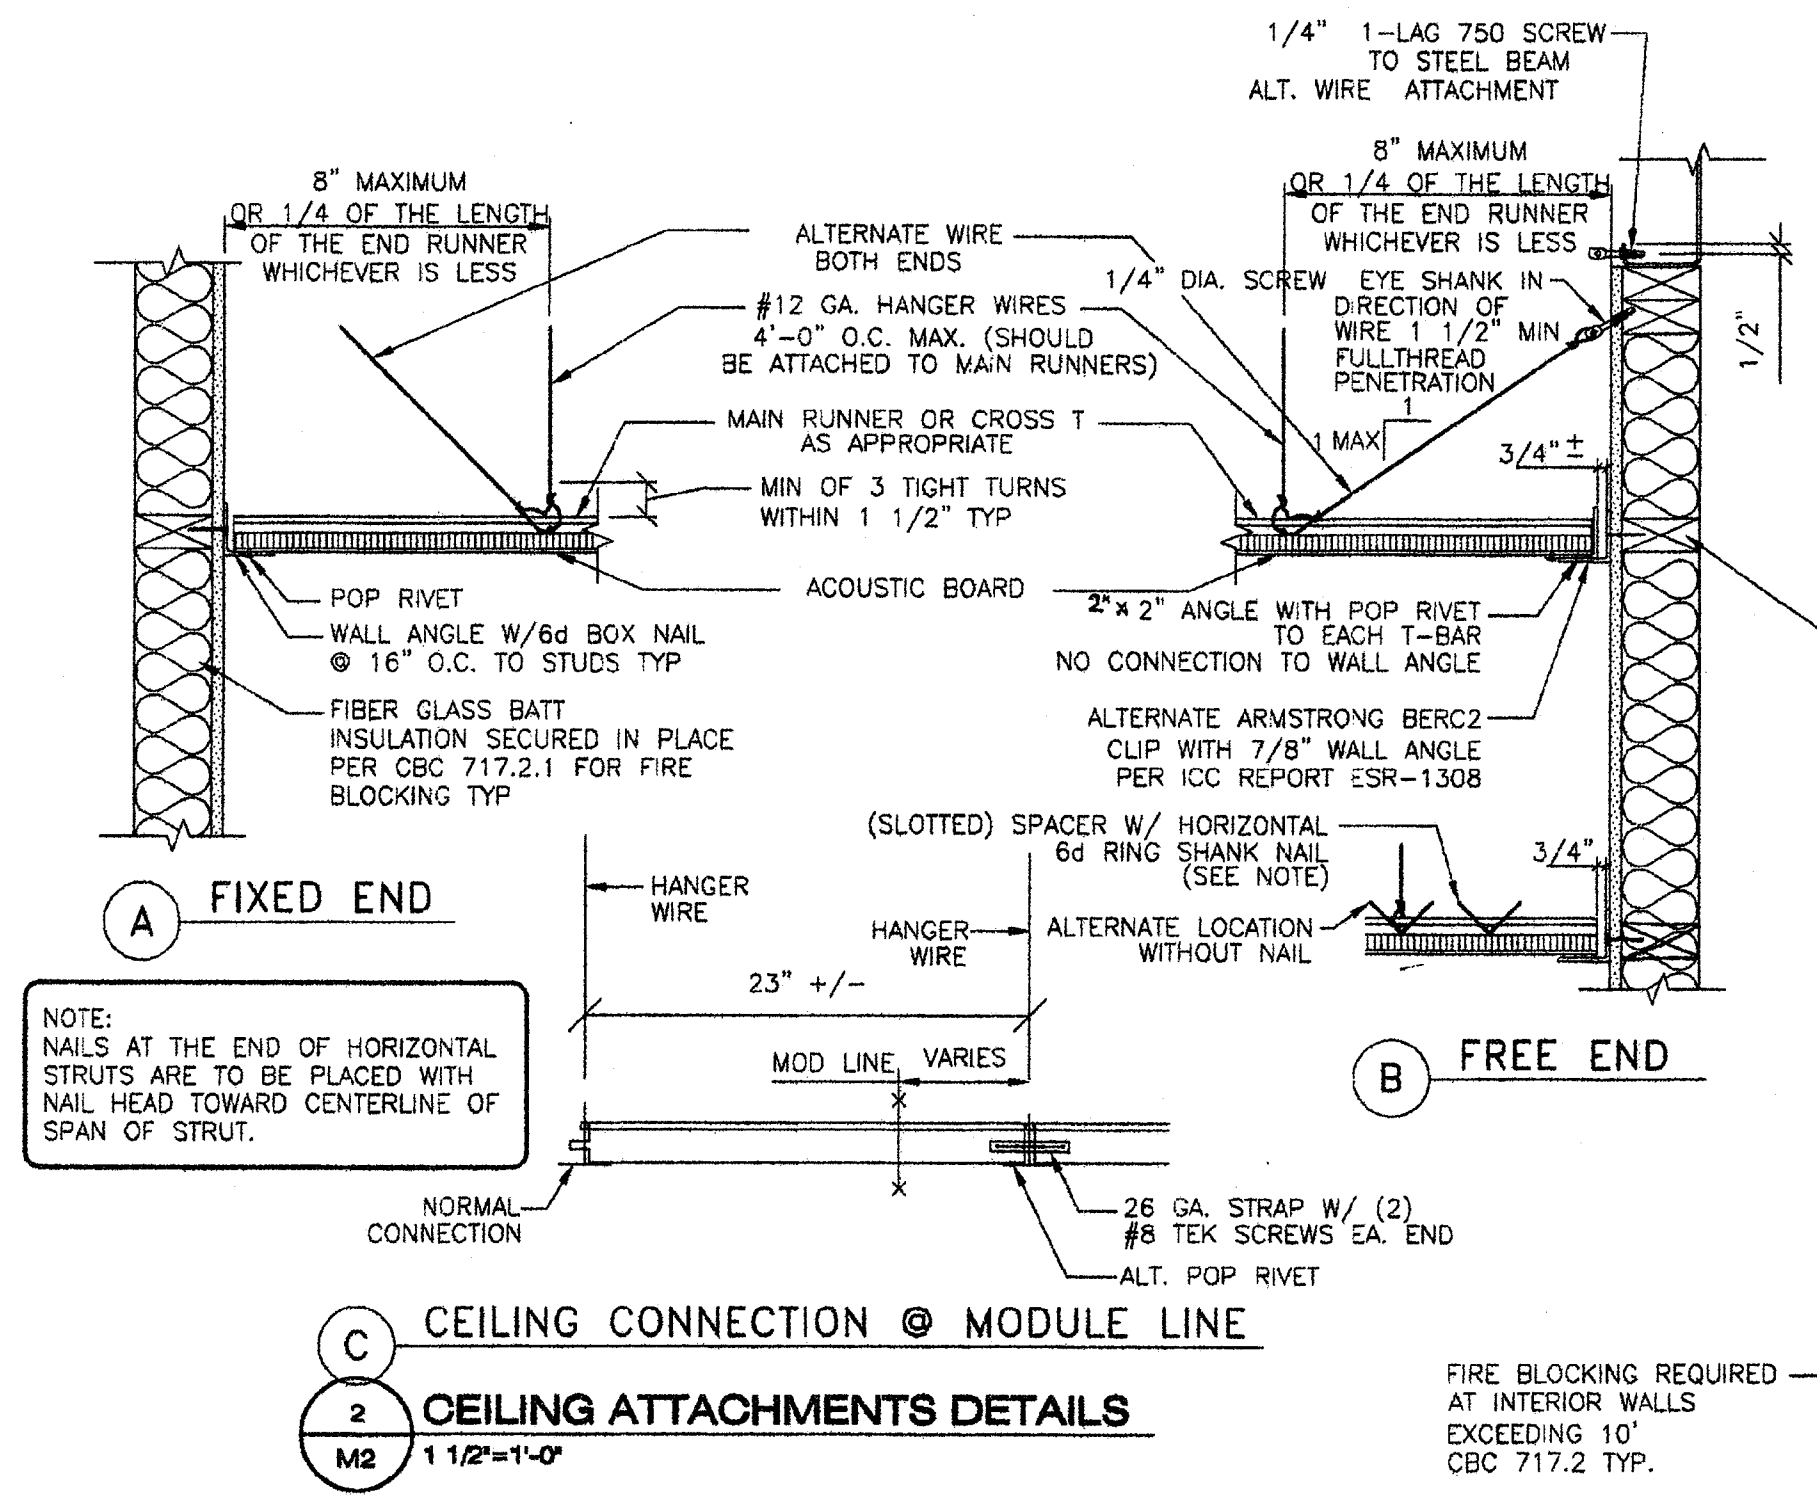 1/4" 1-LAG 750 SCREW
TO STEEL BEAM
ALT. WIRE ATTACHMENT
8" MAXIMUM
OR 1/4 OF THE LENGTH
OF THE END RUNNER
WHICHEVER IS LESS
8" MAXIMUM
OR 1/4 OF THE LENGTH
OF THE END RUNNER
WHICHEVER IS LESS
ALTERNATE WIRE
BOTH ENDS
#12 GA. HANGER WIRES
4'-0" O.C. MAX. (SHOULD
BE ATTACHED TO MAIN RUNNERS)
1/4" DIA. SCREW EYE SHANK IN
DIRECTION OF
WIRE 1 1/2" MIN
FULLTHREAD
PENETRATION
1
1 MAX
1/2"
3/4" ±
MAIN RUNNER OR CROSS T
AS APPROPRIATE
MIN OF 3 TIGHT TURNS
WITHIN 1 1/2" TYP
ACOUSTIC BOARD
POP RIVET
WALL ANGLE W/6d BOX NAIL
@ 16" O.C. TO STUDS TYP
FIBER GLASS BATT
INSULATION SECURED IN PLACE
PER CBC 717.2.1 FOR FIRE
BLOCKING TYP
2" x 2" ANGLE WITH POP RIVET
TO EACH T-BAR
NO CONNECTION TO WALL ANGLE
ALTERNATE ARMSTRONG BERC2
CLIP WITH 7/8" WALL ANGLE
PER ICC REPORT ESR-1308
(SLOTTED) SPACER W/ HORIZONTAL
6d RING SHANK NAIL
(SEE NOTE)
3/4"
ALTERNATE LOCATION
WITHOUT NAIL
A FIXED END
B FREE END
NOTE:
NAILS AT THE END OF HORIZONTAL
STRUTS ARE TO BE PLACED WITH
NAIL HEAD TOWARD CENTERLINE OF
SPAN OF STRUT.
HANGER
WIRE
HANGER
WIRE
23" +/-
MOD LINE
VARIES
NORMAL
CONNECTION
26 GA. STRAP W/ (2)
#8 TEK SCREWS EA. END
ALT. POP RIVET
C CEILING CONNECTION @ MODULE LINE
2
M2
CEILING ATTACHMENTS DETAILS
1 1/2"=1'-0"
FIRE BLOCKING REQUIRED
AT INTERIOR WALLS
EXCEEDING 10'
CBC 717.2 TYP.